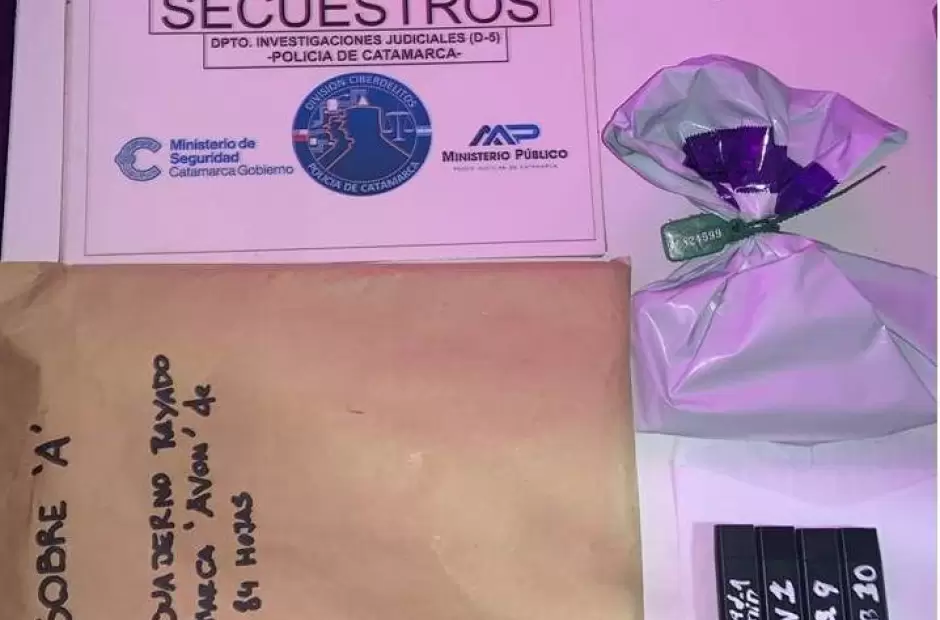 SECUESTROS
DPTO. INVESTIGACIONES JUDICIALES (D-5)
-POLICIA DE CATAMARCA-
DIVISION CIBERDELITOS
POLICIA DE CATAMARCA
Ministerio de
Seguridad
Catamarca Gobierno
MP
MINISTERIO PÚBLICO
524599
SOBRE 'A'
CUADERNO RAYADO
MARCA 'AVON' de
84 HOJAS